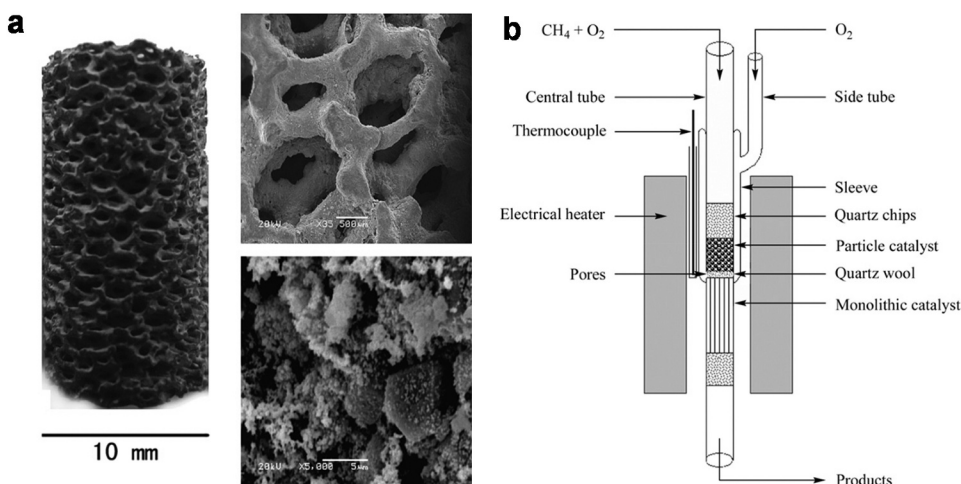 a
10 mm
20kV X35,500μm
20kV X5,000 5μm
b
CH4 + O2
O2
Central tube
Side tube
Thermocouple
Sleeve
Electrical heater
Quartz chips
Particle catalyst
Pores
Quartz wool
Monolithic catalyst
Products